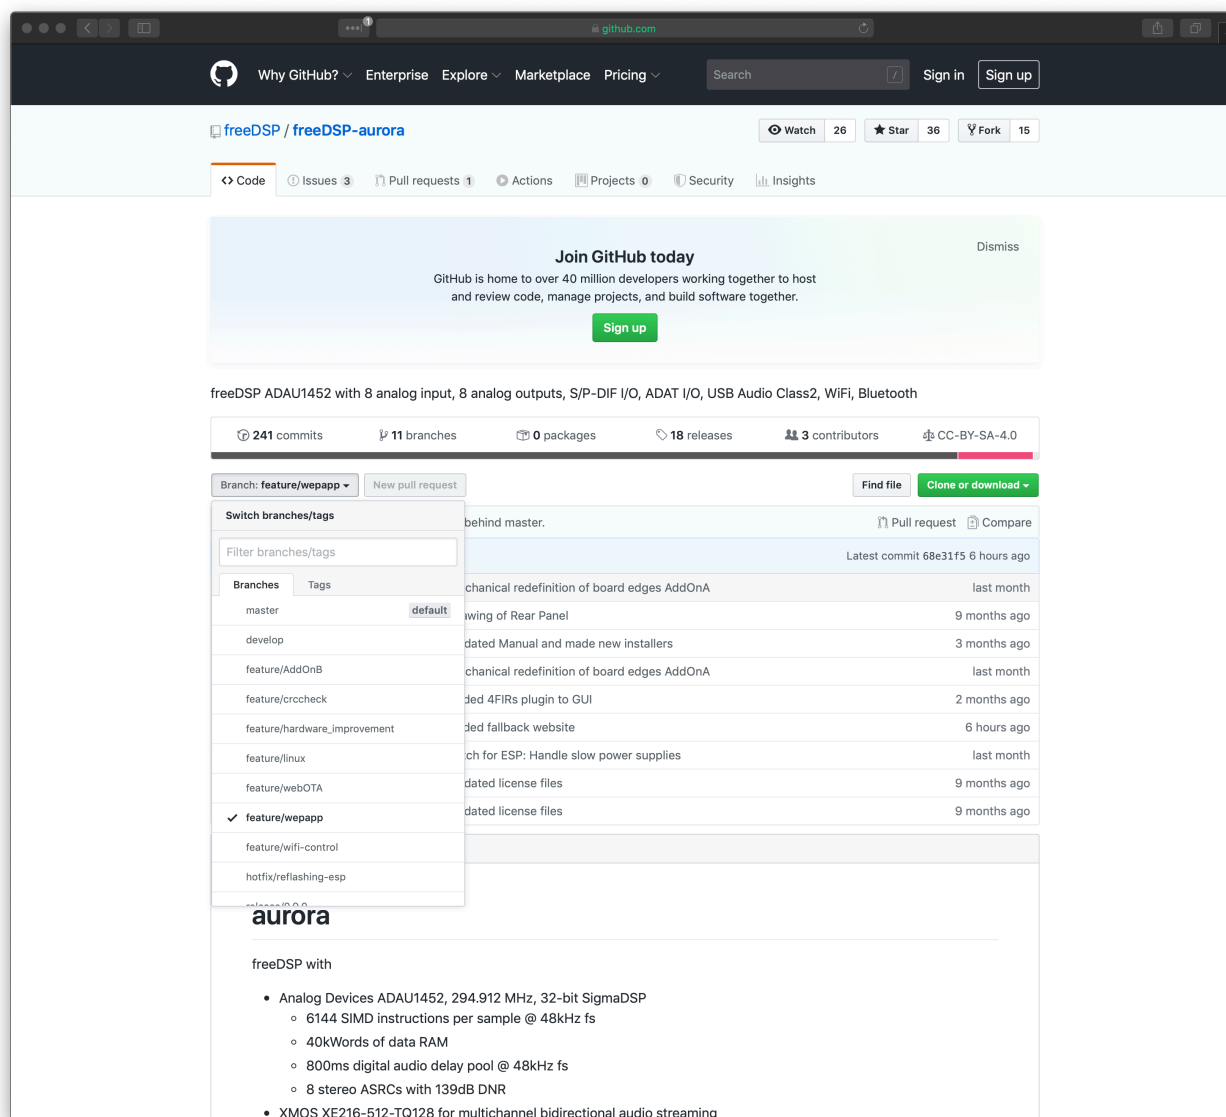 1
github.com
Why GitHub? Enterprise Explore Marketplace Pricing Search / Sign in Sign up
freeDSP / freeDSP-aurora Watch 26 Star 36 Fork 15
Code Issues 3 Pull requests 1 Actions Projects 0 Security Insights
Join GitHub today
Dismiss
GitHub is home to over 40 million developers working together to host
and review code, manage projects, and build software together.
Sign up
freeDSP ADAU1452 with 8 analog input, 8 analog outputs, S/P-DIF I/O, ADAT I/O, USB Audio Class2, WiFi, Bluetooth
241 commits 11 branches 0 packages 18 releases 3 contributors CC-BY-SA-4.0
Branch: feature/wepapp New pull request Find file Clone or download
Switch branches/tags
Filter branches/tags
Branches Tags
master default
develop
feature/AddOnB
feature/crccheck
feature/hardware_improvement
feature/linux
feature/webOTA
feature/wepapp
feature/wifi-control
hotfix/reflashing-esp
behind master. Pull request Compare
Latest commit 68e31f5 6 hours ago
chanical redefinition of board edges AddOnA last month
wing of Rear Panel 9 months ago
dated Manual and made new installers 3 months ago
chanical redefinition of board edges AddOnA last month
ded 4FIRs plugin to GUI 2 months ago
ded fallback website 6 hours ago
ch for ESP: Handle slow power supplies last month
dated license files 9 months ago
dated license files 9 months ago
aurora
freeDSP with
Analog Devices ADAU1452, 294.912 MHz, 32-bit SigmaDSP
6144 SIMD instructions per sample @ 48kHz fs
40kWords of data RAM
800ms digital audio delay pool @ 48kHz fs
8 stereo ASRCs with 139dB DNR
XMOS XE216-512-TQ128 for multichannel bidirectional audio streaming